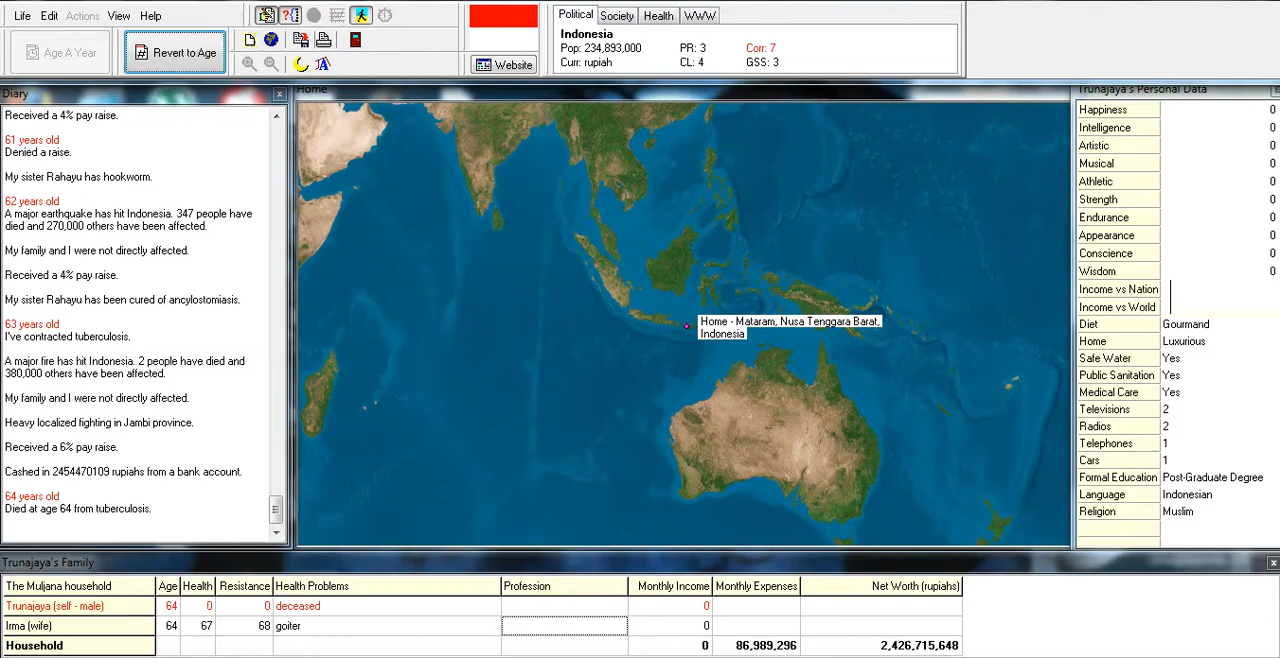 Life Edit Actions View Help
Age A Year
Revert to Age
Website
Political Society Health WWW
Indonesia
Pop: 234,893,000 PR: 3 Corr: 7
Curr: rupiah CL: 4 GSS: 3
Diary
Received a 4% pay raise.
61 years old
Denied a raise.
My sister Rahayu has hookworm.
62 years old
A major earthquake has hit Indonesia. 347 people have
died and 270,000 others have been affected.
My family and I were not directly affected.
Received a 4% pay raise.
My sister Rahayu has been cured of ancylostomiasis.
63 years old
I've contacted tuberculosis.
A major fire has hit Indonesia. 2 people have died and
380,000 others have been affected.
My family and I were not directly affected.
Heavy localized fighting in Jambi province.
Received a 6% pay raise.
Cashed in 2454470109 rupiahs from a bank account.
64 years old
Died at age 64 from tuberculosis.
Home
Home - Mataram, Nusa Tenggara Barat,
Indonesia
Trunajaya's Personal Data
Happiness 0
Intelligence 0
Artistic 0
Musical 0
Athletic 0
Strength 0
Endurance 0
Appearance 0
Conscience 0
Wisdom 0
Income vs Nation
Income vs World
Diet Gourmand
Home Luxurious
Safe Water Yes
Public Sanitation Yes
Medical Care Yes
Televisions 2
Radios 2
Telephones 1
Cars 1
Formal Education Post-Graduate Degree
Language Indonesian
Religion Muslim
Trunajaya's Family
The Muljana household Age Health Resistance Health Problems Profession Monthly Income Monthly Expenses Net Worth (rupiahs)
Trunajaya (self - male) 64 0 0 deceased 0
Irma (wife) 64 67 68 goiter 0
Household 0 86,989,296 2,426,715,648